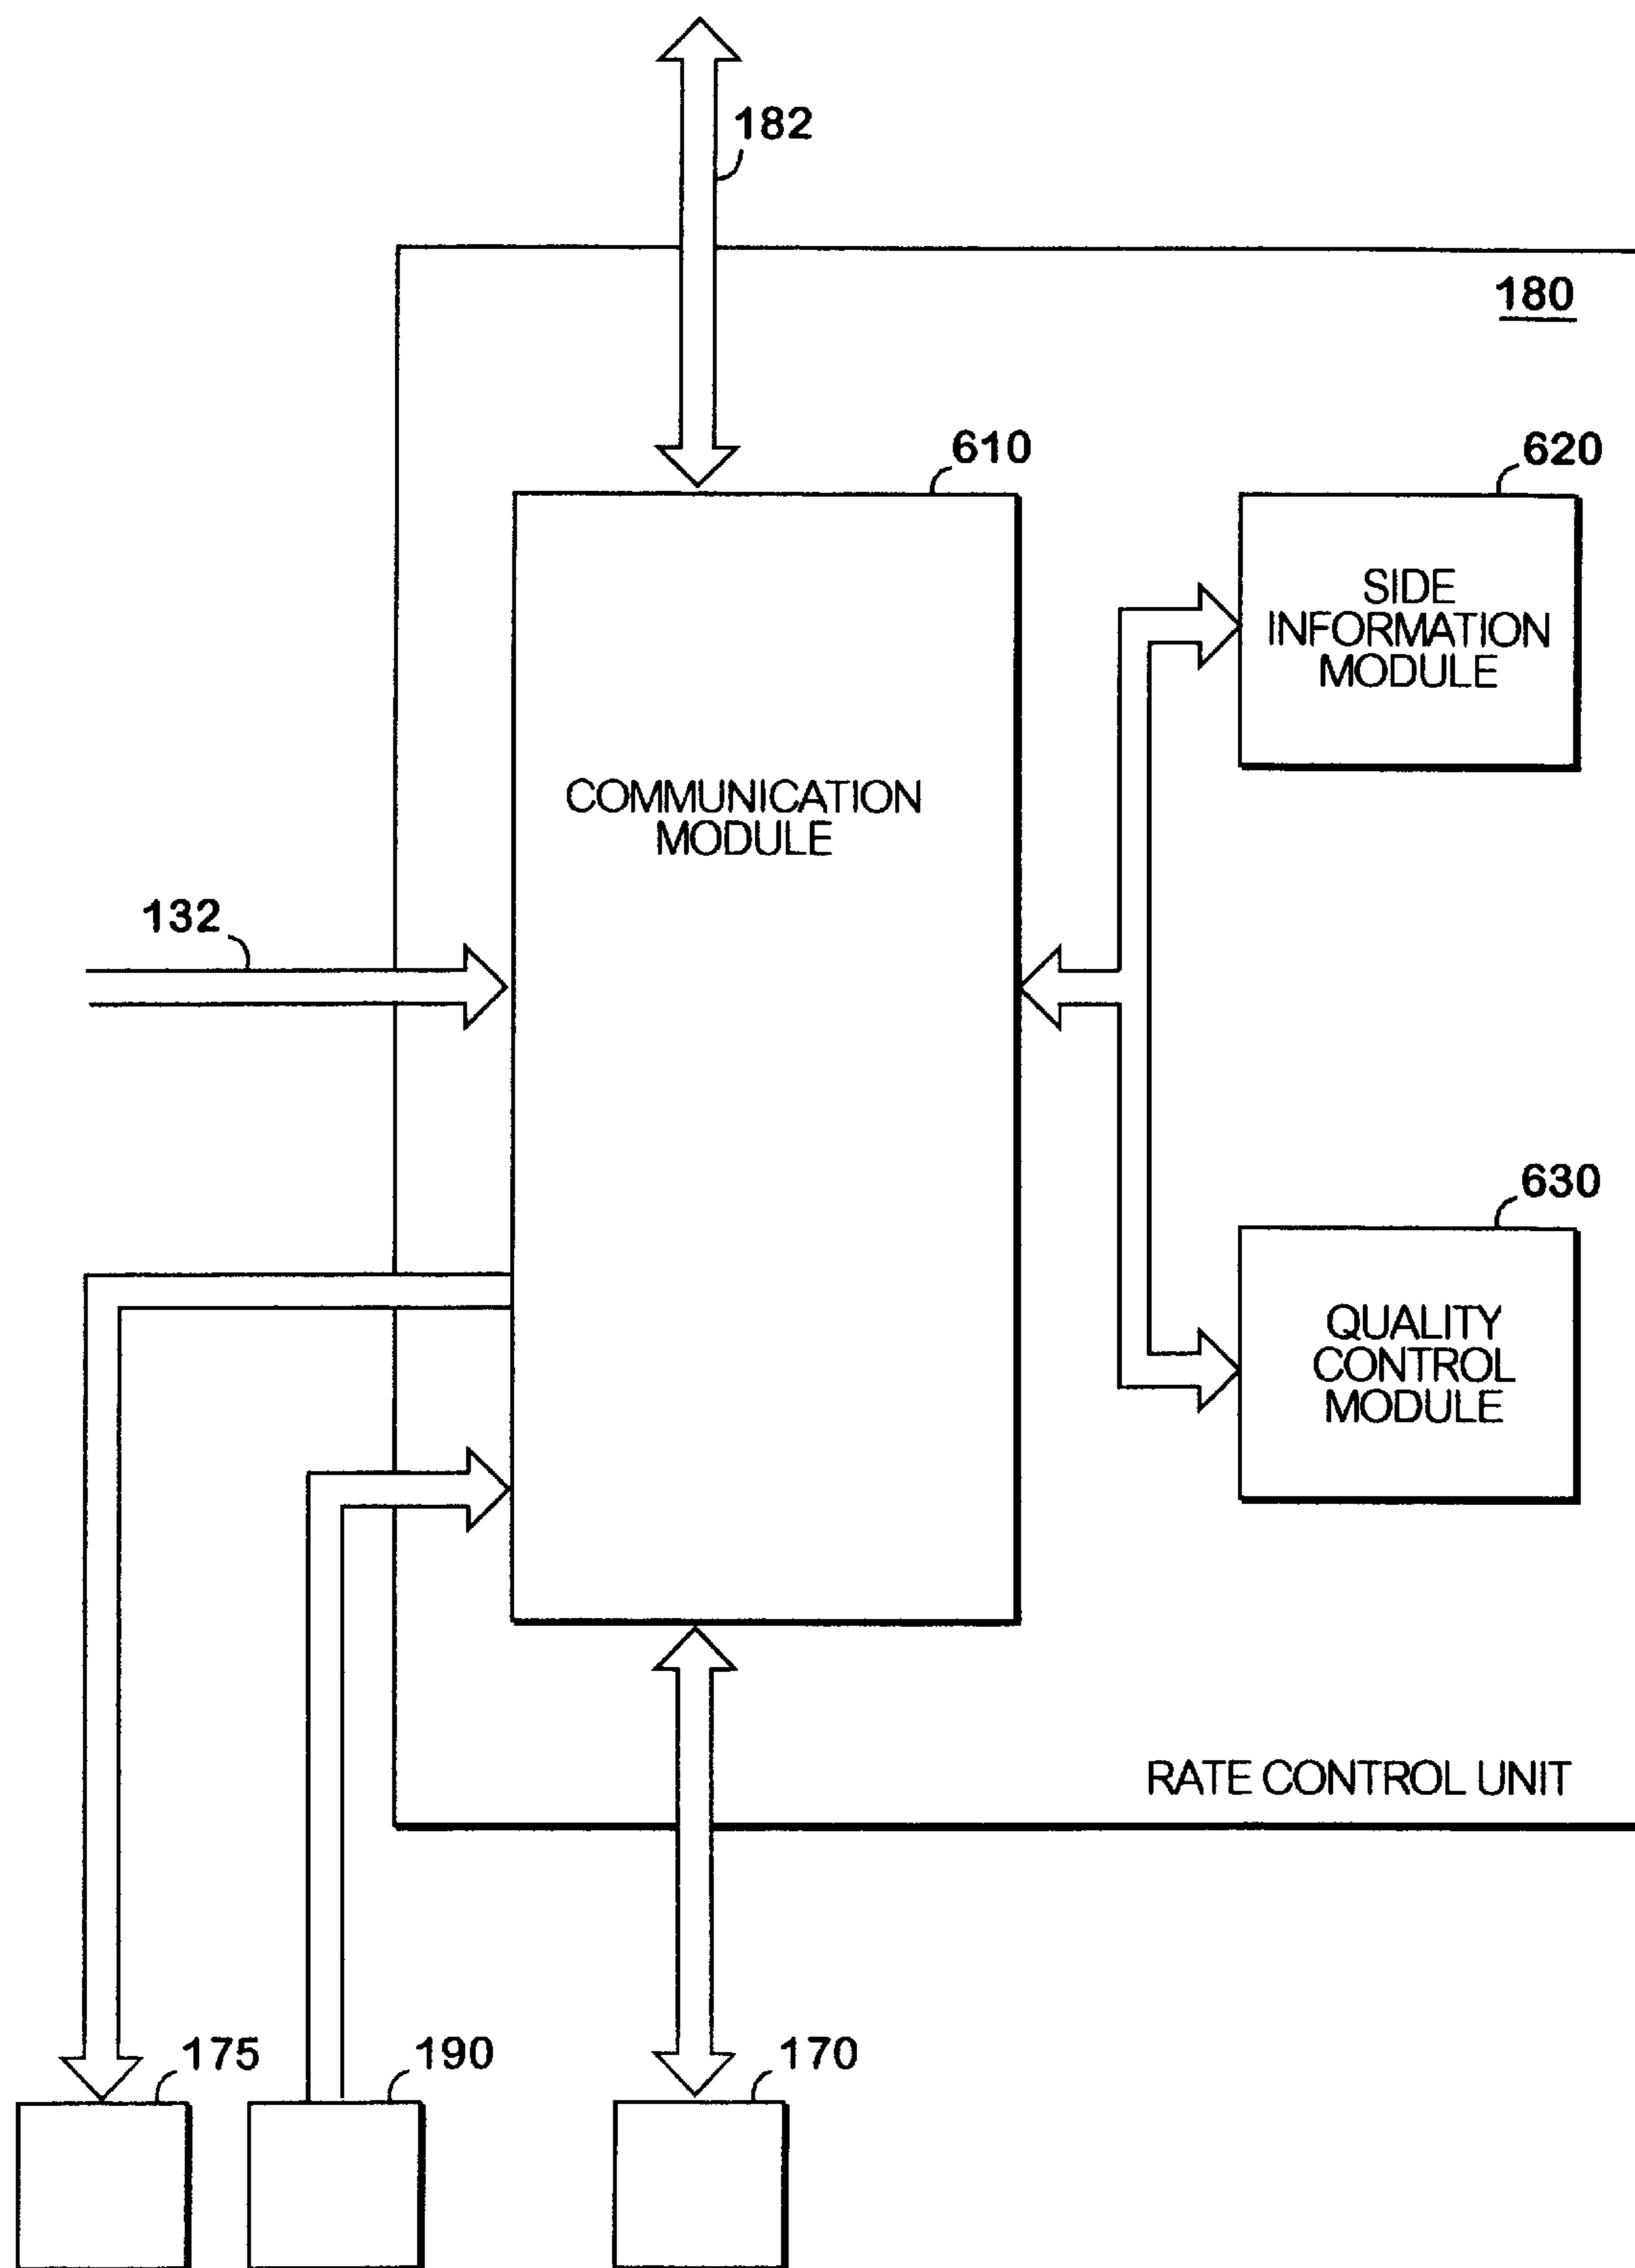 182
180
610
620
SIDE
INFORMATION
MODULE
COMMUNICATION
MODULE
132
630
QUALITY
CONTROL
MODULE
RATE CONTROL UNIT
175
190
170